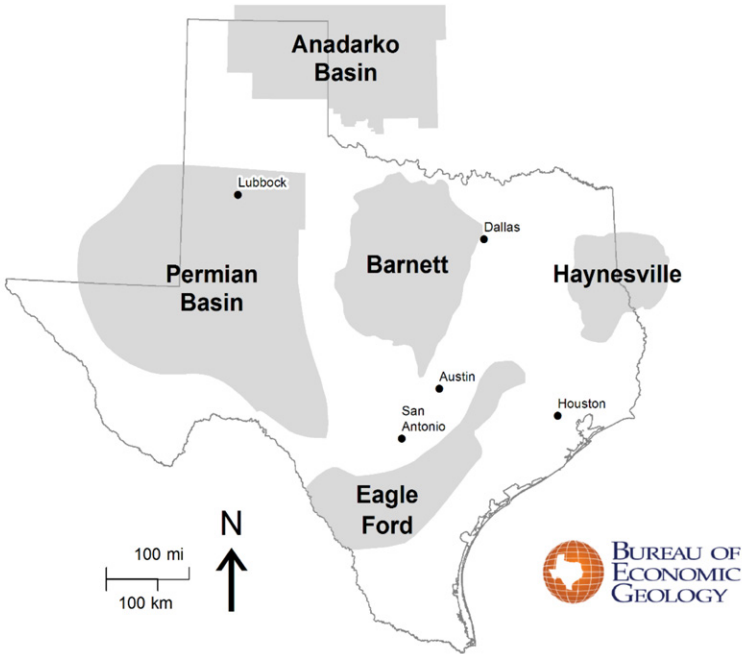 Anadarko
Basin
Lubbock
Dallas
Permian
Basin
Barnett
Haynesville
Austin
San
Antonio
Houston
Eagle
Ford
N
100 mi
100 km
BUREAU OF
ECONOMIC
GEOLOGY